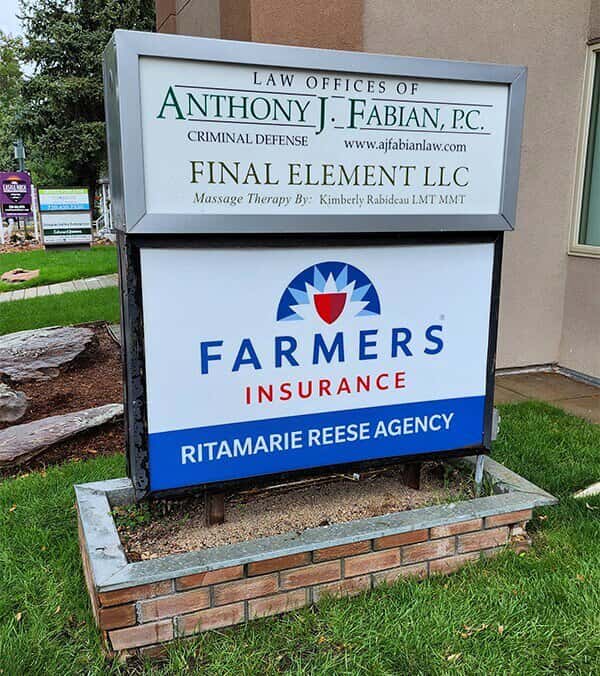 LAW OFFICES OF
ANTHONY J. FABIAN, P.C.
CRIMINAL DEFENSE www.ajfabianlaw.com
FINAL ELEMENT LLC
Massage Therapy By: Kimberly Rabideau LMT MMT
FARMERS®
INSURANCE
RITAMARIE REESE AGENCY